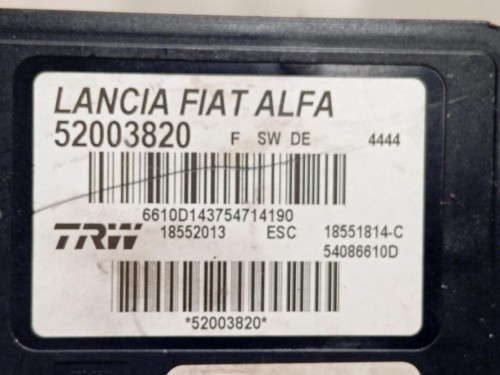 LANCIA FIAT ALFA
52003820 F SW DE 4444
6610D143754714190
TRW 18552013 ESC 18551814-C
54086610D
*52003820*